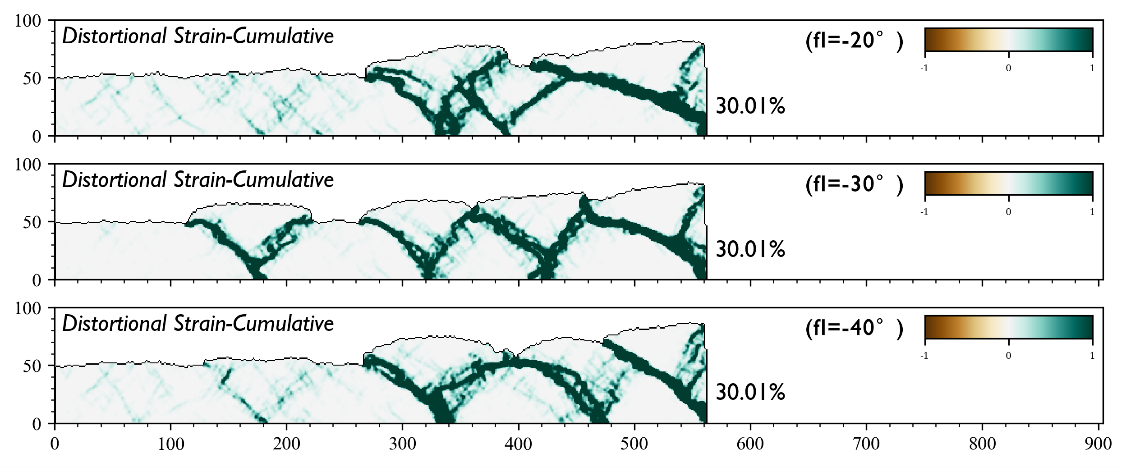 100
Distortional Strain-Cumulative
(fl=-20° )
50
-1 0 1
30.01%
0
100
Distortional Strain-Cumulative
(fl=-30° )
50
-1 0 1
30.01%
0
100
Distortional Strain-Cumulative
(fl=-40° )
50
-1 0 1
30.01%
0
0 100 200 300 400 500 600 700 800 900